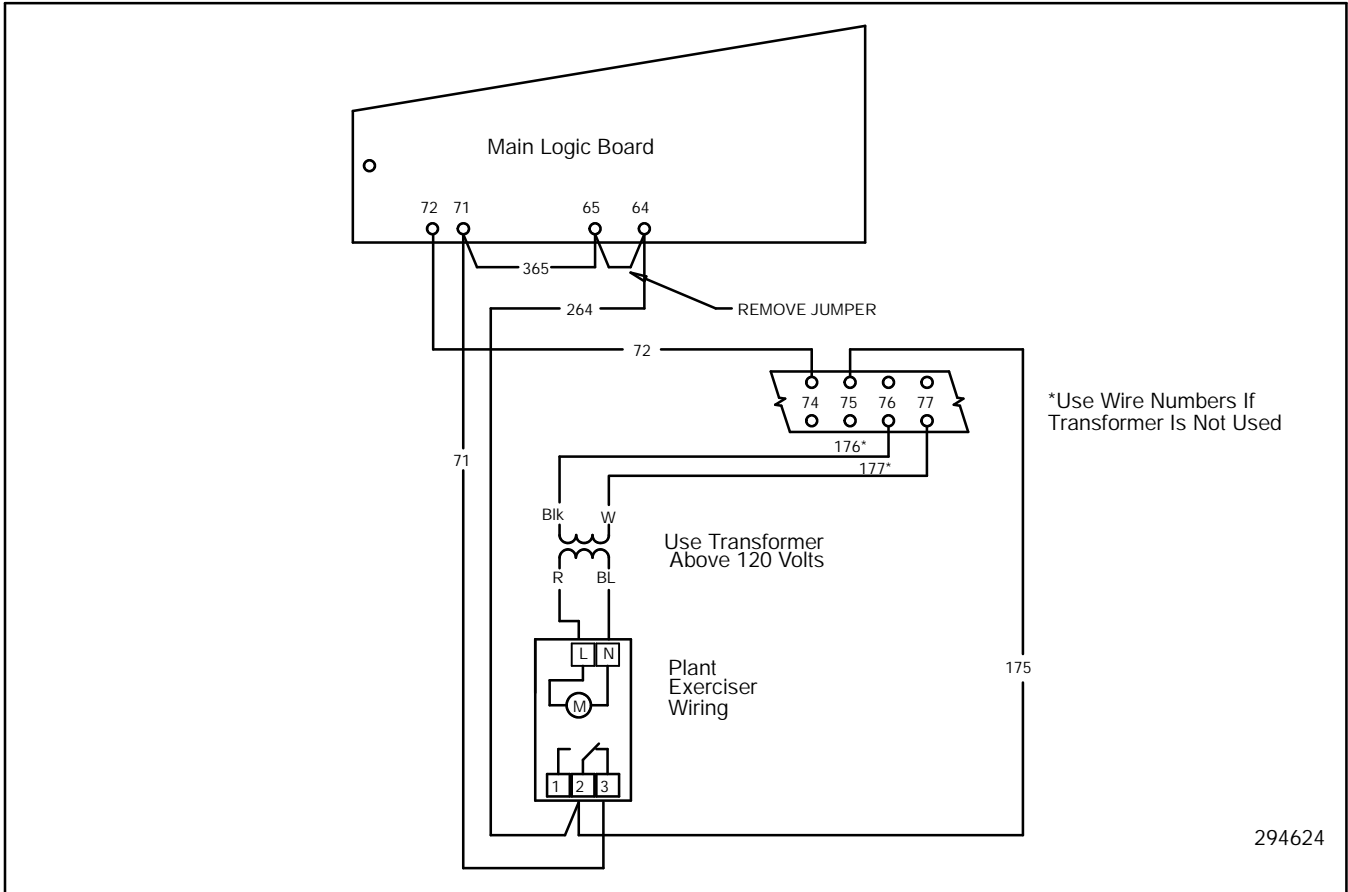 Main Logic Board
72 71 65 64
365
264
REMOVE JUMPER
72
74 75 76 77
*Use Wire Numbers If
Transformer Is Not Used
176*
177*
71
Blk W
Use Transformer
Above 120 Volts
R BL
L N
175
Plant
Exerciser
Wiring
M
1 2 3
294624